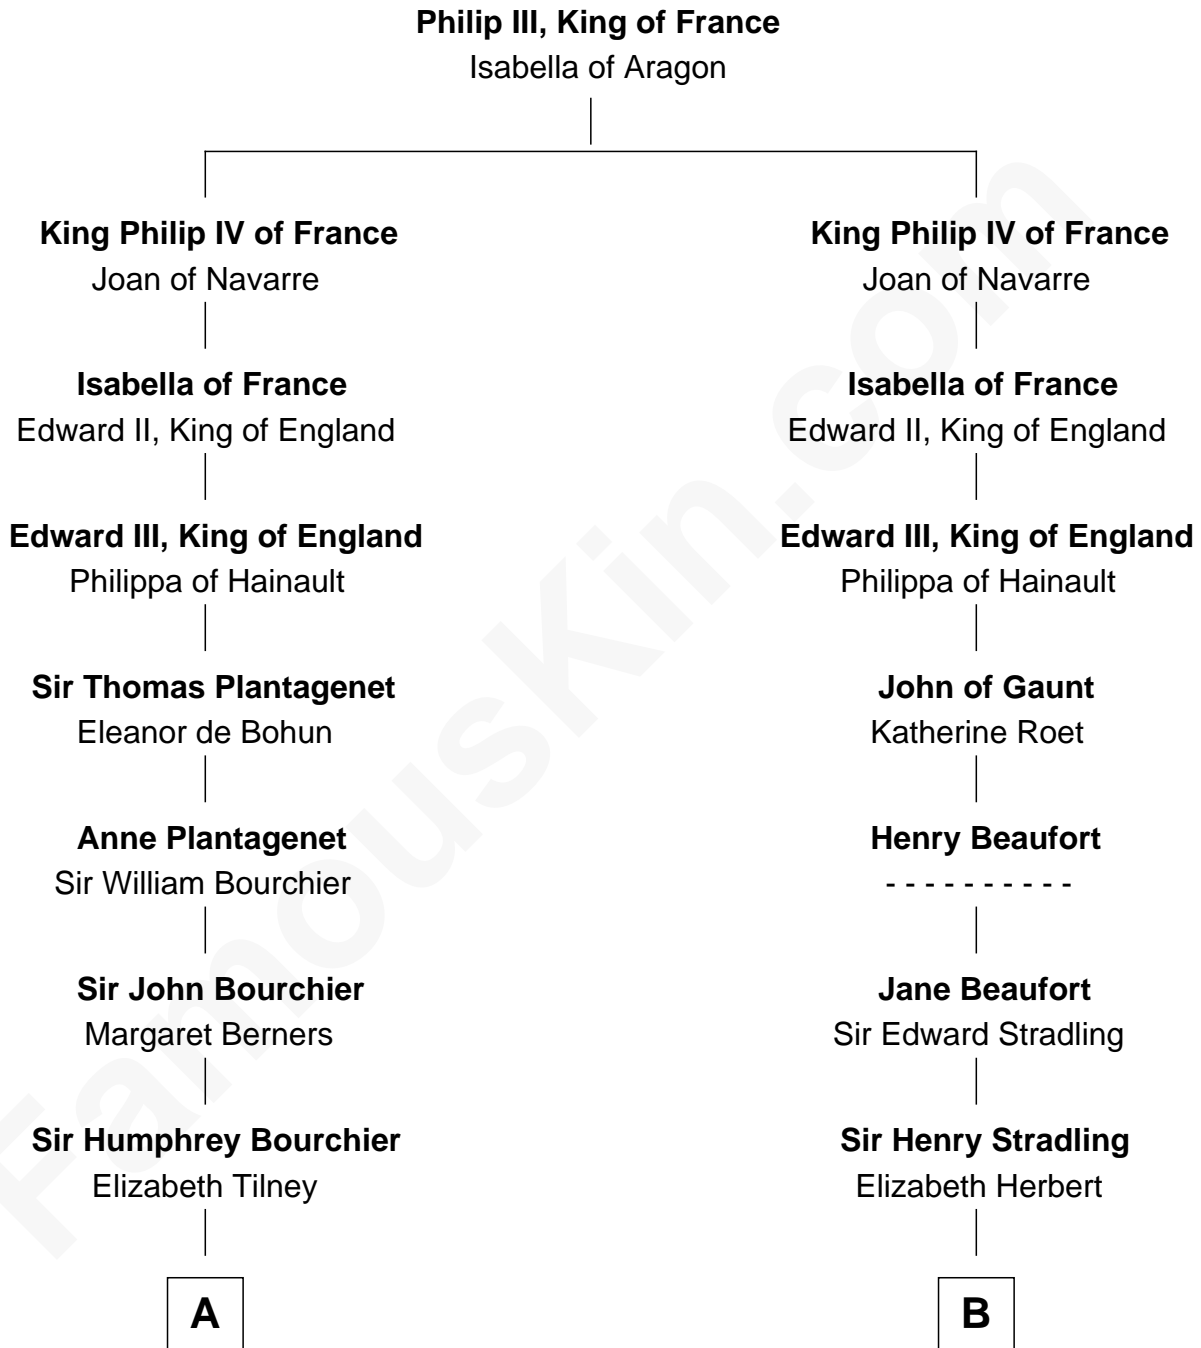 Philip III, King of France
Isabella of Aragon
King Philip IV of France
Joan of Navarre
Isabella of France
Edward II, King of England
Edward III, King of England
Philippa of Hainault
Sir Thomas Plantagenet
Eleanor de Bohun
Anne Plantagenet
Sir William Bourchier
Sir John Bourchier
Margaret Berners
Sir Humphrey Bourchier
Elizabeth Tilney
A
King Philip IV of France
Joan of Navarre
Isabella of France
Edward II, King of England
Edward III, King of England
Philippa of Hainault
John of Gaunt
Katherine Roet
Henry Beaufort
- - - - - - - - - -
Jane Beaufort
Sir Edward Stradling
Sir Henry Stradling
Elizabeth Herbert
B
FamousKin.com